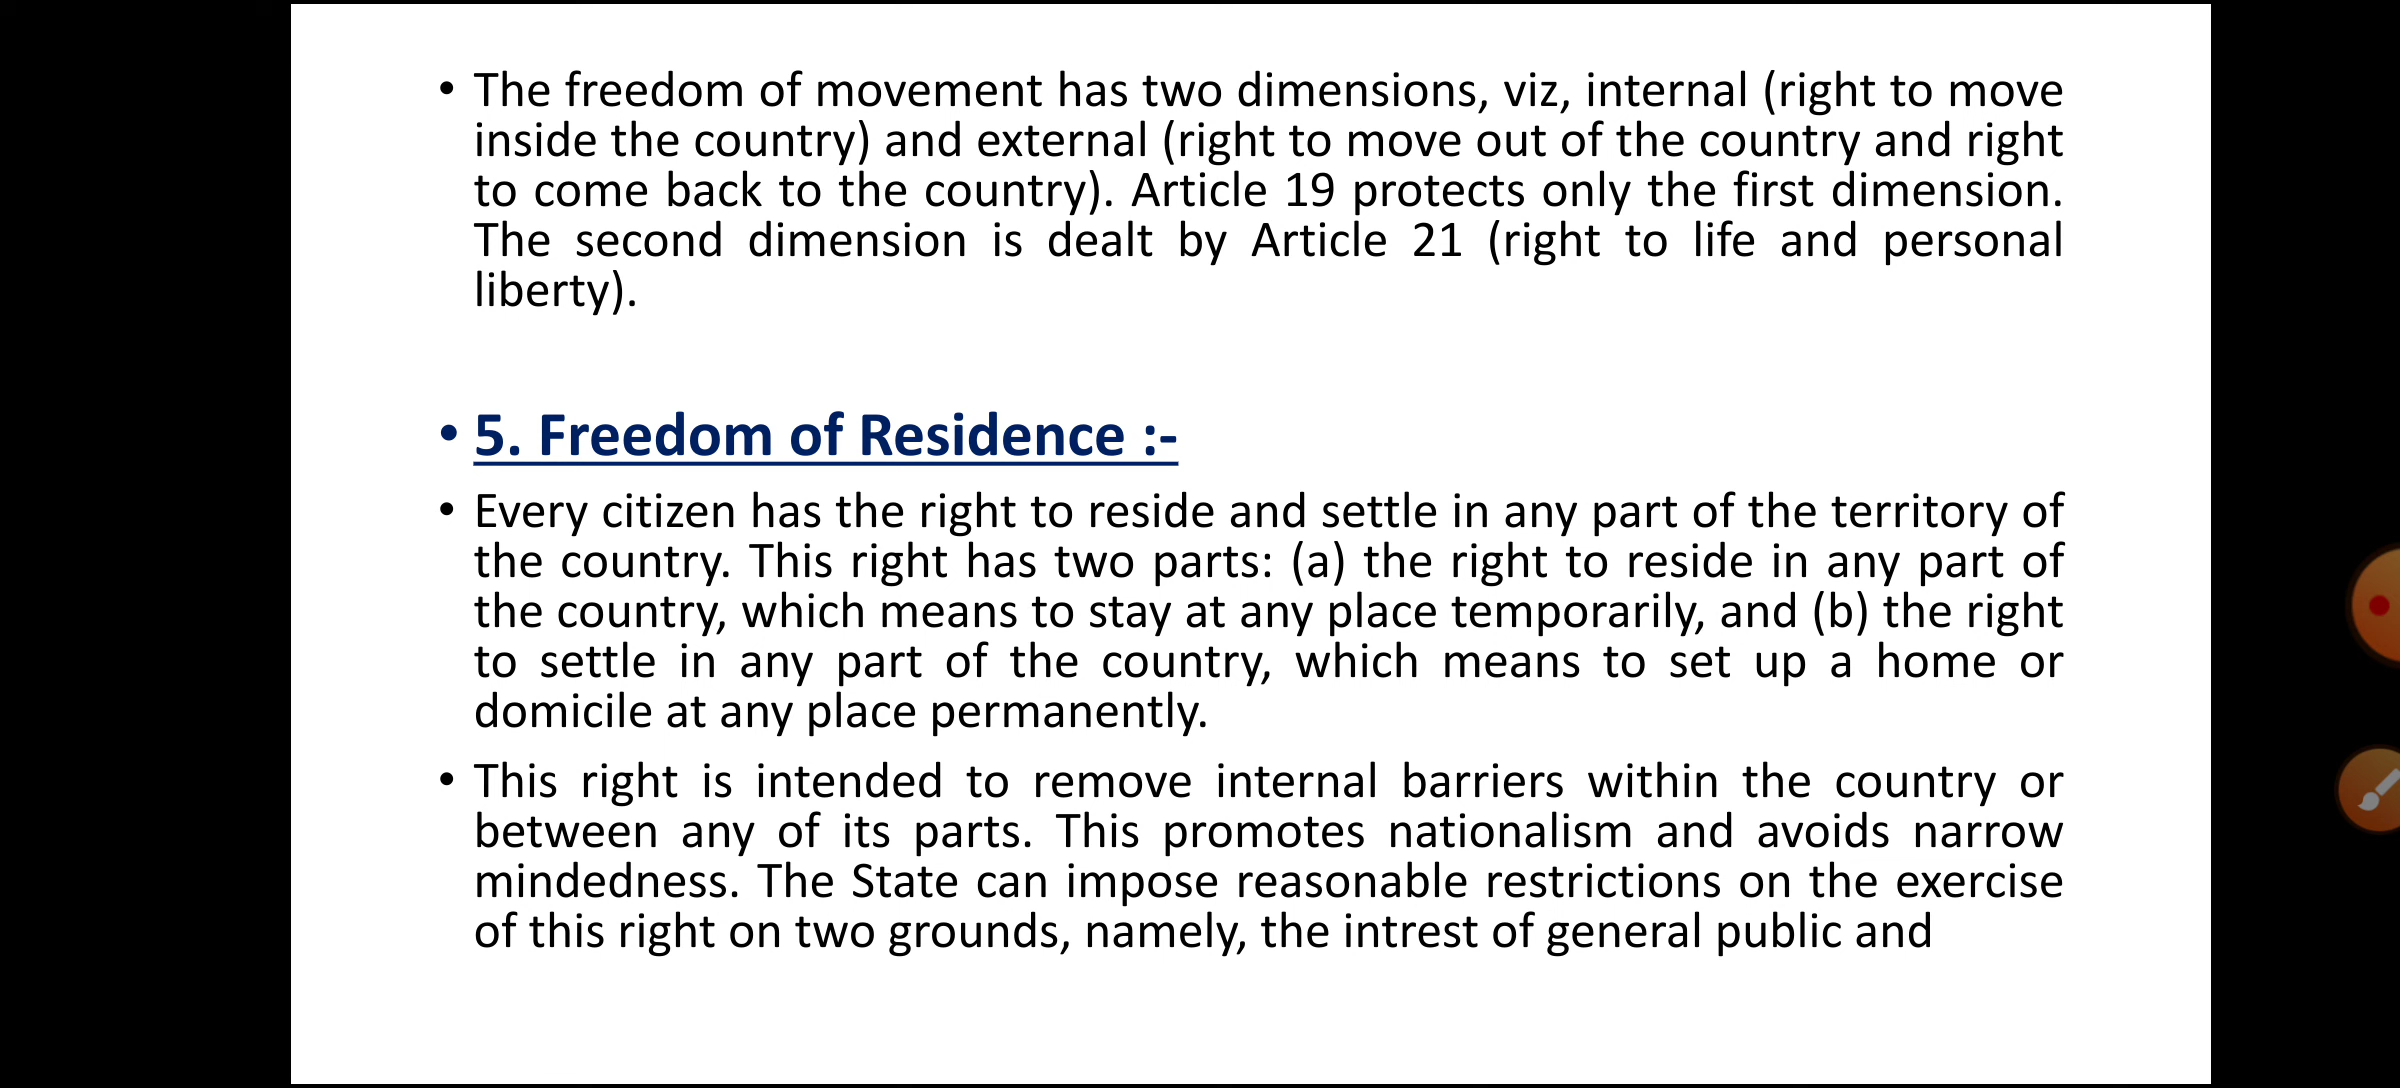 • The freedom of movement has two dimensions, viz, internal (right to move
inside the country) and external (right to move out of the country and right
to come back to the country). Article 19 protects only the first dimension.
The second dimension is dealt by Article 21 (right to life and personal
liberty).
• 5. Freedom of Residence :-
• Every citizen has the right to reside and settle in any part of the territory of
the country. This right has two parts: (a) the right to reside in any part of
the country, which means to stay at any place temporarily, and (b) the right
to settle in any part of the country, which means to set up a home or
domicile at any place permanently.
• This right is intended to remove internal barriers within the country or
between any of its parts. This promotes nationalism and avoids narrow
mindedness. The State can impose reasonable restrictions on the exercise
of this right on two grounds, namely, the intrest of general public and